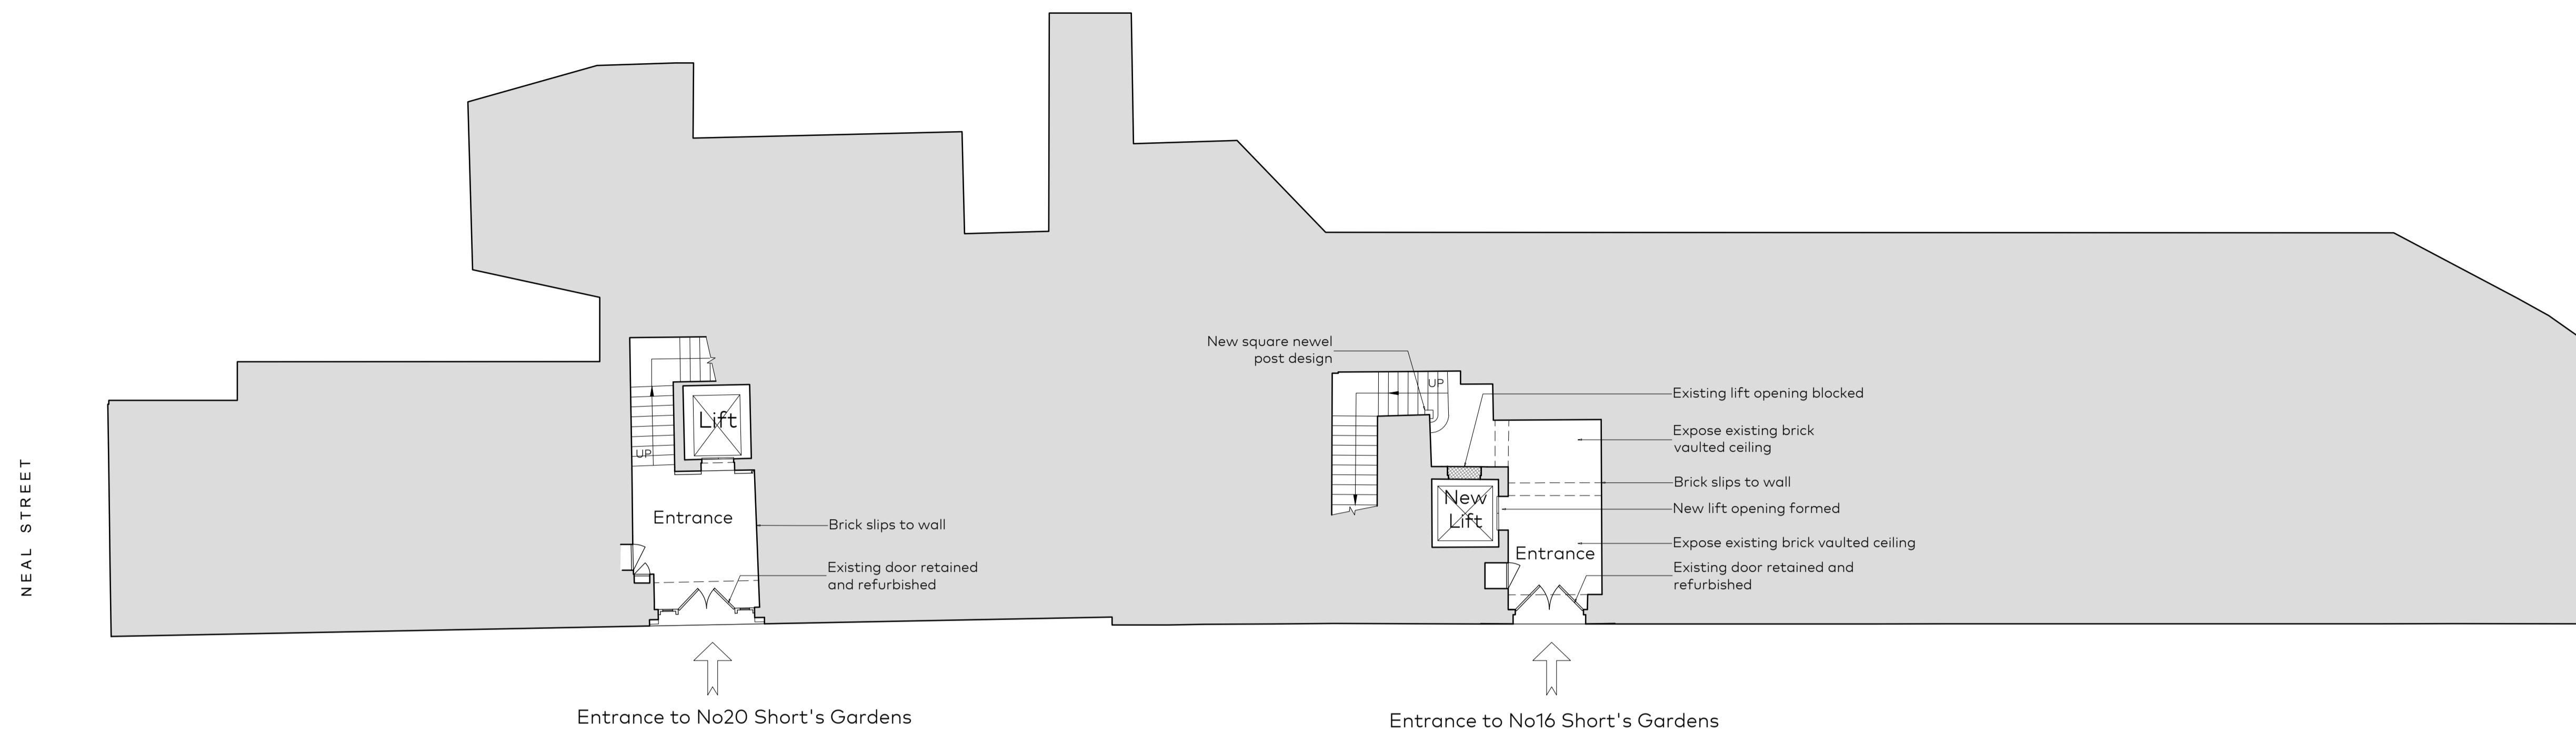 NEAL STREET
UP
Lift
Entrance
Brick slips to wall
Existing door retained
and refurbished
Entrance to No20 Short's Gardens
New square newel
post design
UP
New
Lift
Entrance
Existing lift opening blocked
Expose existing brick
vaulted ceiling
Brick slips to wall
New lift opening formed
Expose existing brick vaulted ceiling
Existing door retained and
refurbished
Entrance to No16 Short's Gardens